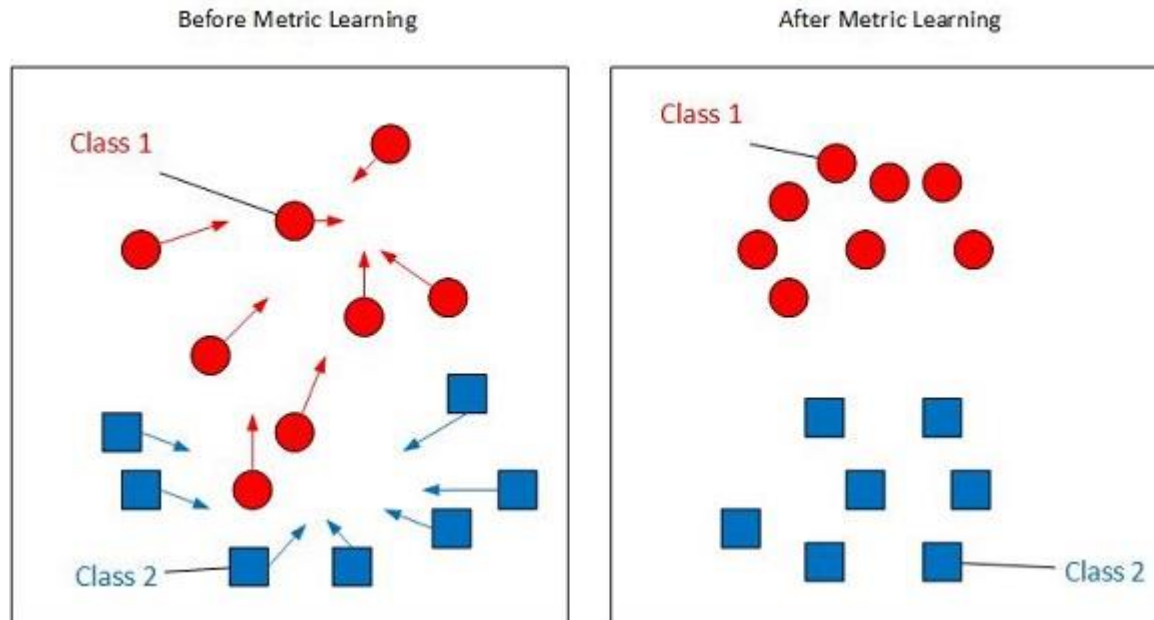 Before Metric Learning
After Metric Learning
Class 1
Class 2
Class 1
Class 2